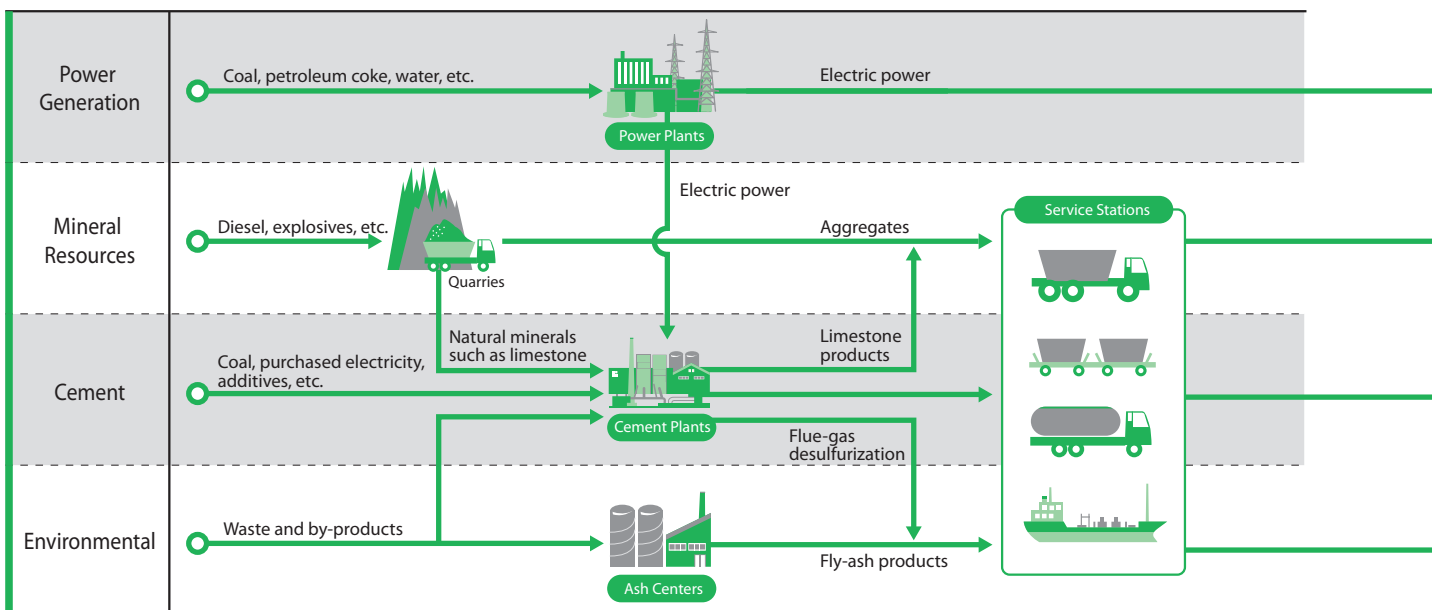 Power
Generation
Coal, petroleum coke, water, etc.
Power Plants
Electric power
Electric power
Mineral
Resources
Diesel, explosives, etc.
Quarries
Aggregates
Service Stations
Cement
Natural minerals
such as limestone
Coal, purchased electricity,
additives, etc.
Cement Plants
Limestone
products
Flue-gas
desulfurization
Environmental
Waste and by-products
Ash Centers
Fly-ash products